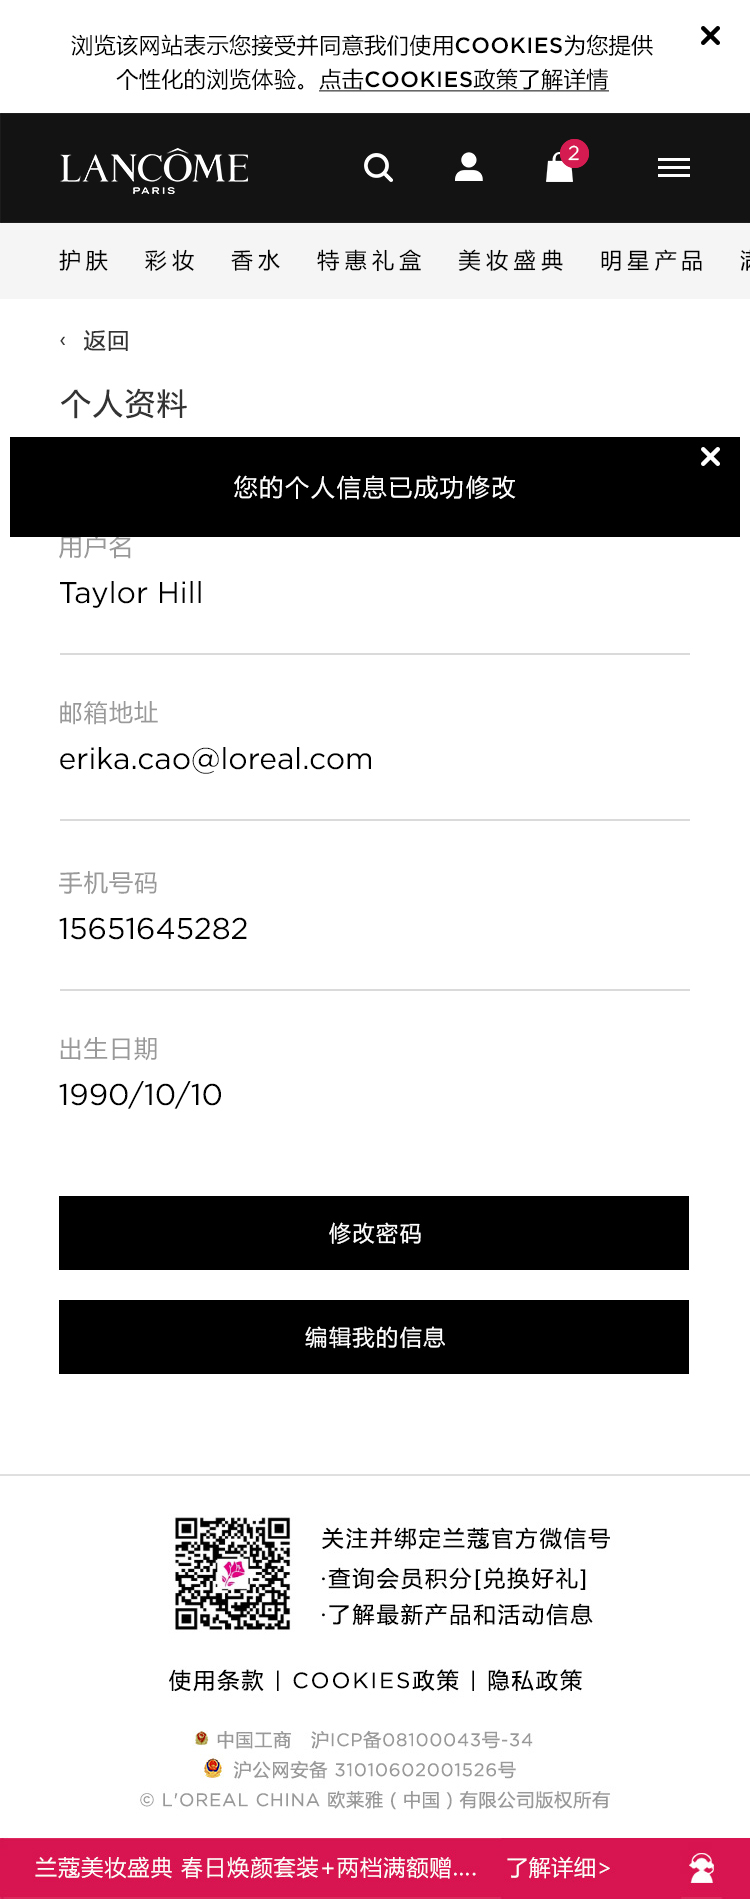 浏览该网站表示您接受并同意我们使用COOKIES为您提供
个性化的浏览体验。点击COOKIES政策了解详情
LANCÔME
PARIS
2
护肤 彩妆 香水 特惠礼盒 美妆盛典 明星产品
‹ 返回
个人资料
您的个人信息已成功修改
用户名
Taylor Hill
邮箱地址
erika.cao@loreal.com
手机号码
15651645282
出生日期
1990/10/10
修改密码
编辑我的信息
关注并绑定兰蔻官方微信号
·查询会员积分[兑换好礼]
·了解最新产品和活动信息
使用条款 | COOKIES政策 | 隐私政策
中国工商 沪ICP备08100043号-34
沪公网安备 31010602001526号
© L'OREAL CHINA 欧莱雅 ( 中国 ) 有限公司版权所有
兰蔻美妆盛典 春日焕颜套装+两档满额赠.... 了解详细>